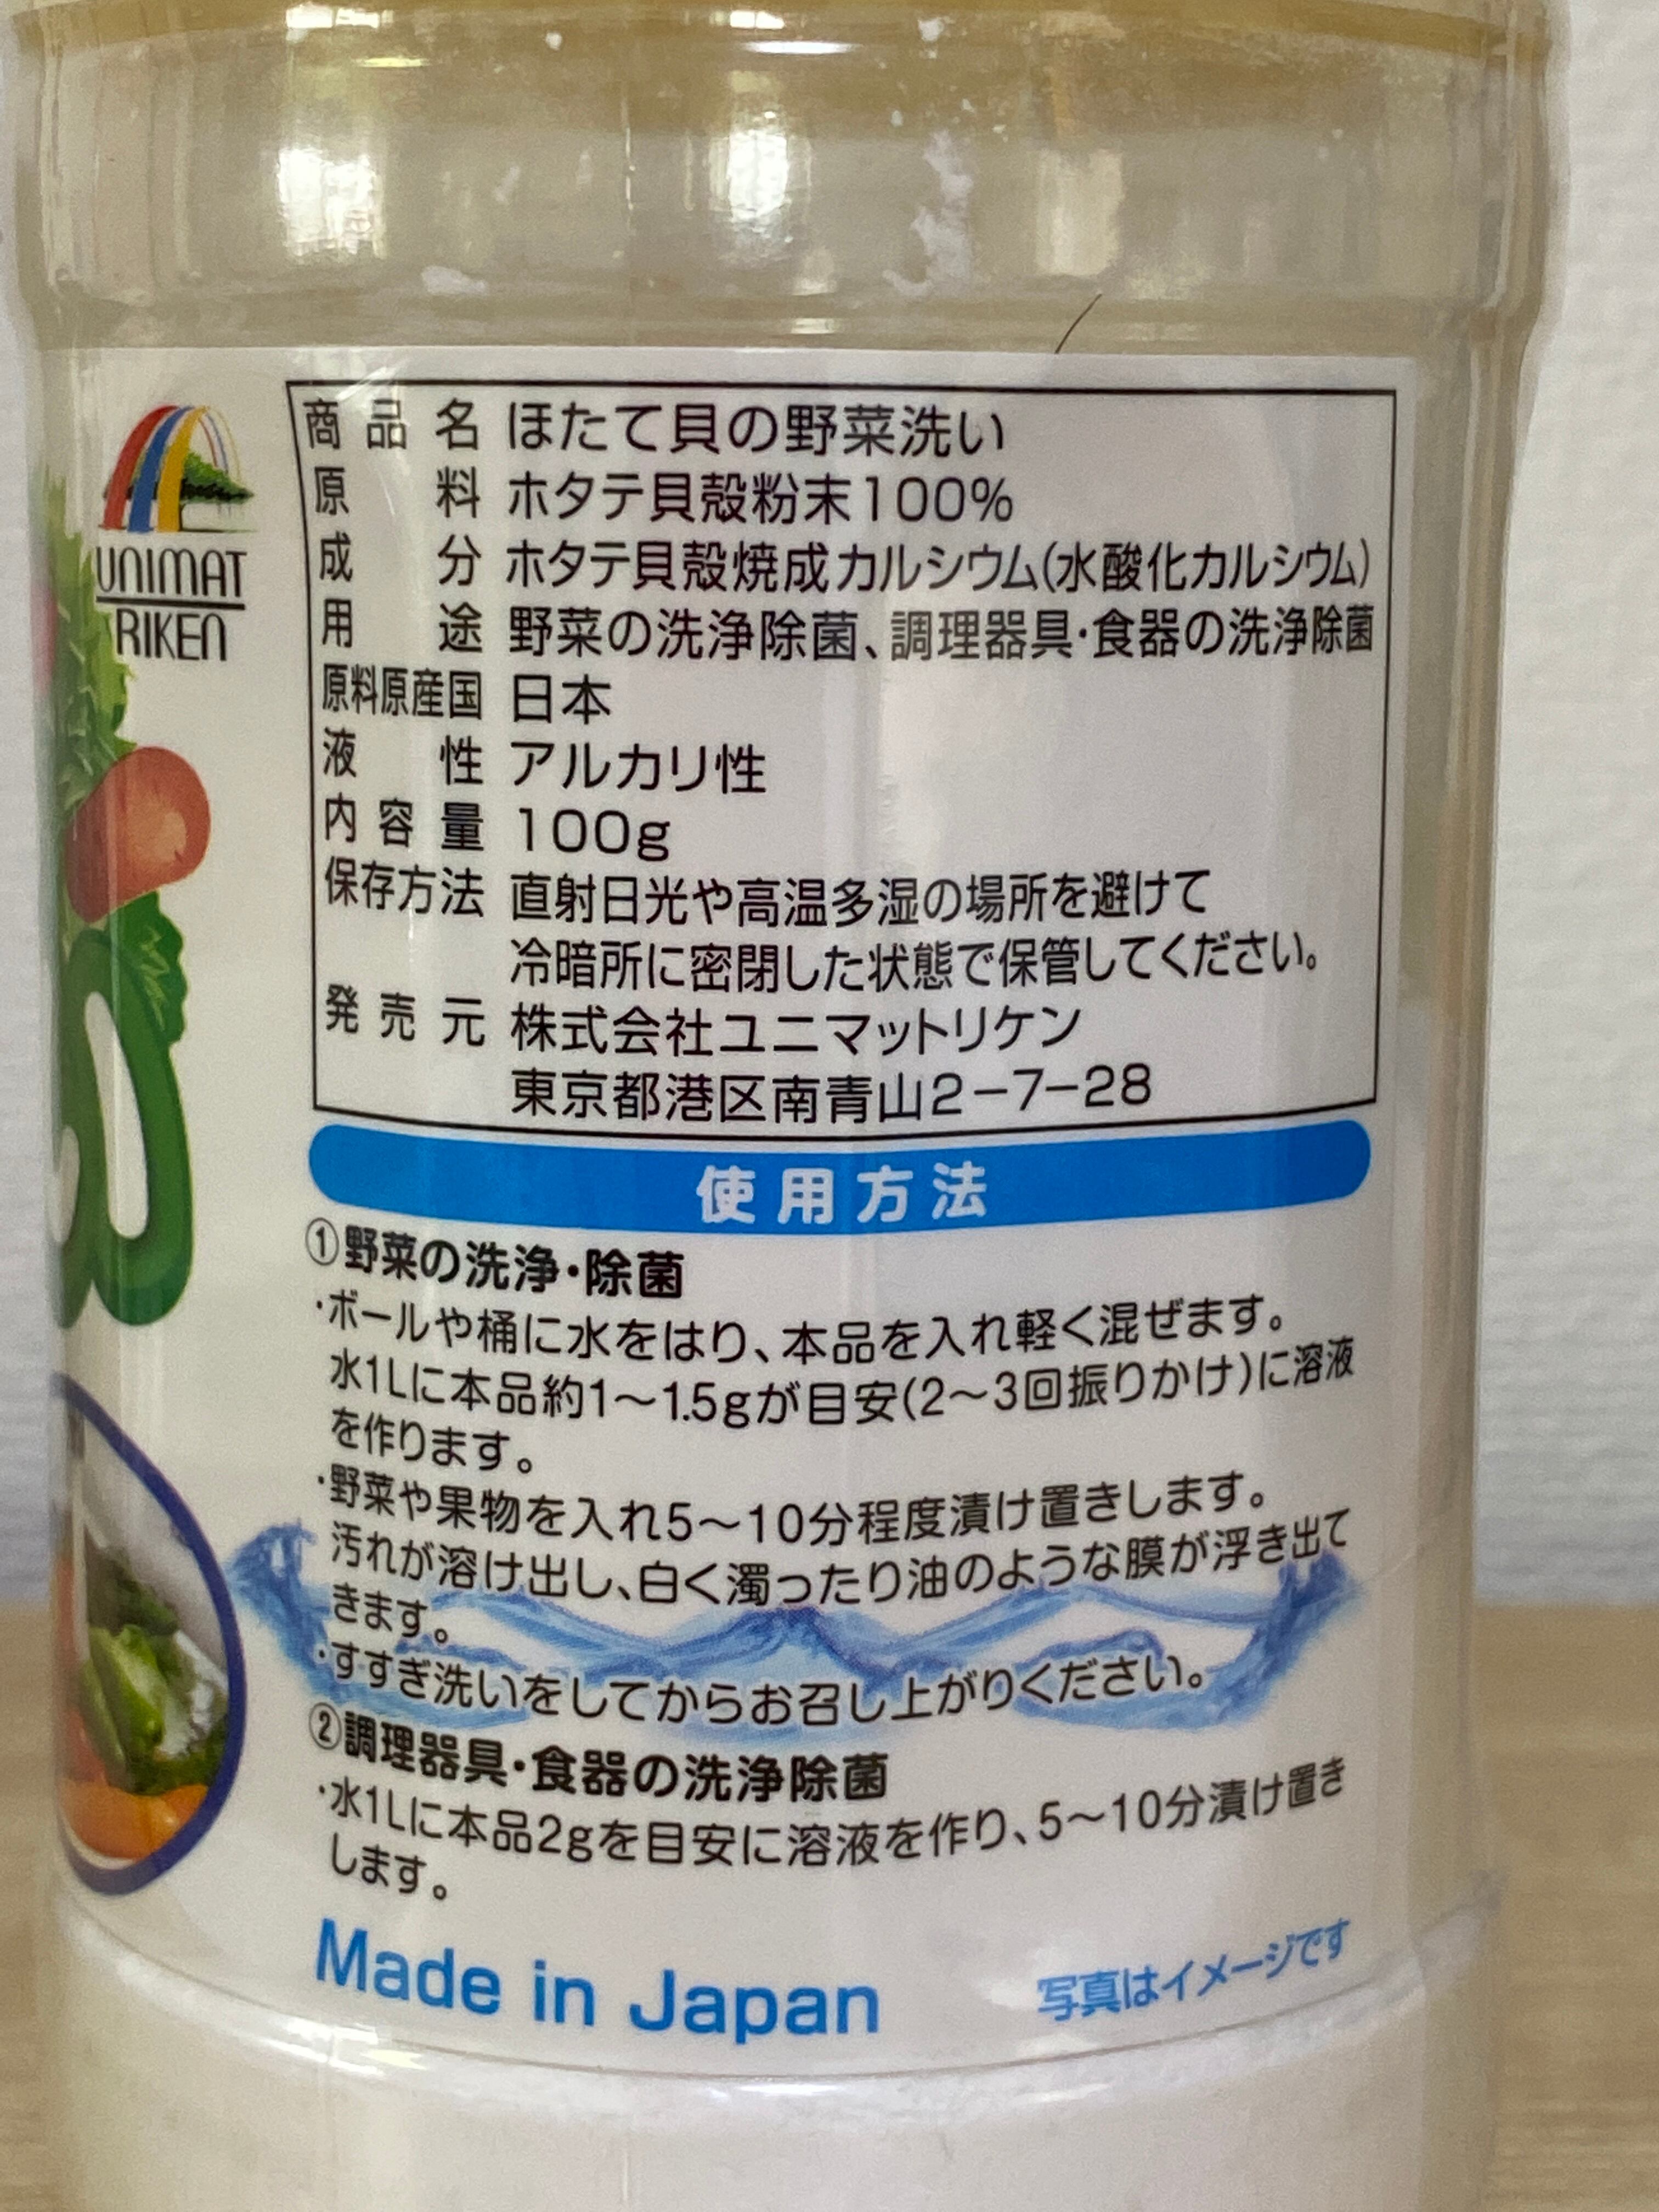 UNIMAT
RIKEN
商品名 ほたて貝の野菜洗い
原料 ホタテ貝殻粉末100%
成分 ホタテ貝殻焼成カルシウム(水酸化カルシウム)
用途 野菜の洗浄除菌、調理器具・食器の洗浄除菌
原料原産国 日本
液性 アルカリ性
内容量 100g
保存方法 直射日光や高温多湿の場所を避けて
冷暗所に密閉した状態で保管してください。
発売元 株式会社ユニマットリケン
東京都港区南青山2-7-28
使用方法
①野菜の洗浄・除菌
・ボールや桶に水をはり、本品を入れ軽く混ぜます。
水1Lに本品約1～1.5gが目安(2～3回振りかけ)に溶液
を作ります。
・野菜や果物を入れ5～10分程度漬け置きします。
汚れが溶け出し、白く濁ったり油のような膜が浮き出て
きます。
・すすぎ洗いをしてからお召し上がりください。
②調理器具・食器の洗浄除菌
・水1Lに本品2gを目安に溶液を作り、5～10分漬け置き
します。
Made in Japan
写真はイメージです